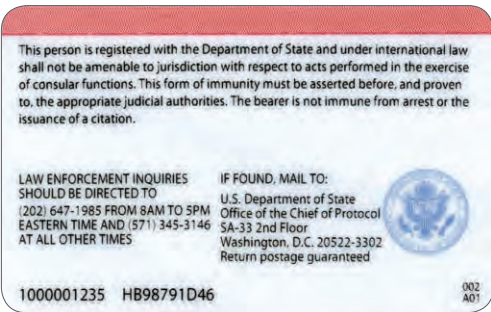 This person is registered with the Department of State and under international law
shall not be amenable to jurisdiction with respect to acts performed in the exercise
of consular functions. This form of immunity must be asserted before, and proven
to, the appropriate judicial authorities. The bearer is not immune from arrest or the
issuance of a citation.
LAW ENFORCEMENT INQUIRIES
SHOULD BE DIRECTED TO
(202) 647-1985 FROM 8AM TO 5PM
EASTERN TIME AND (571) 345-3146
AT ALL OTHER TIMES
IF FOUND, MAIL TO:
U.S. Department of State
Office of the Chief of Protocol
SA-33 2nd Floor
Washington, D.C. 20522-3302
Return postage guaranteed
1000001235 HB98791D46
002
A01